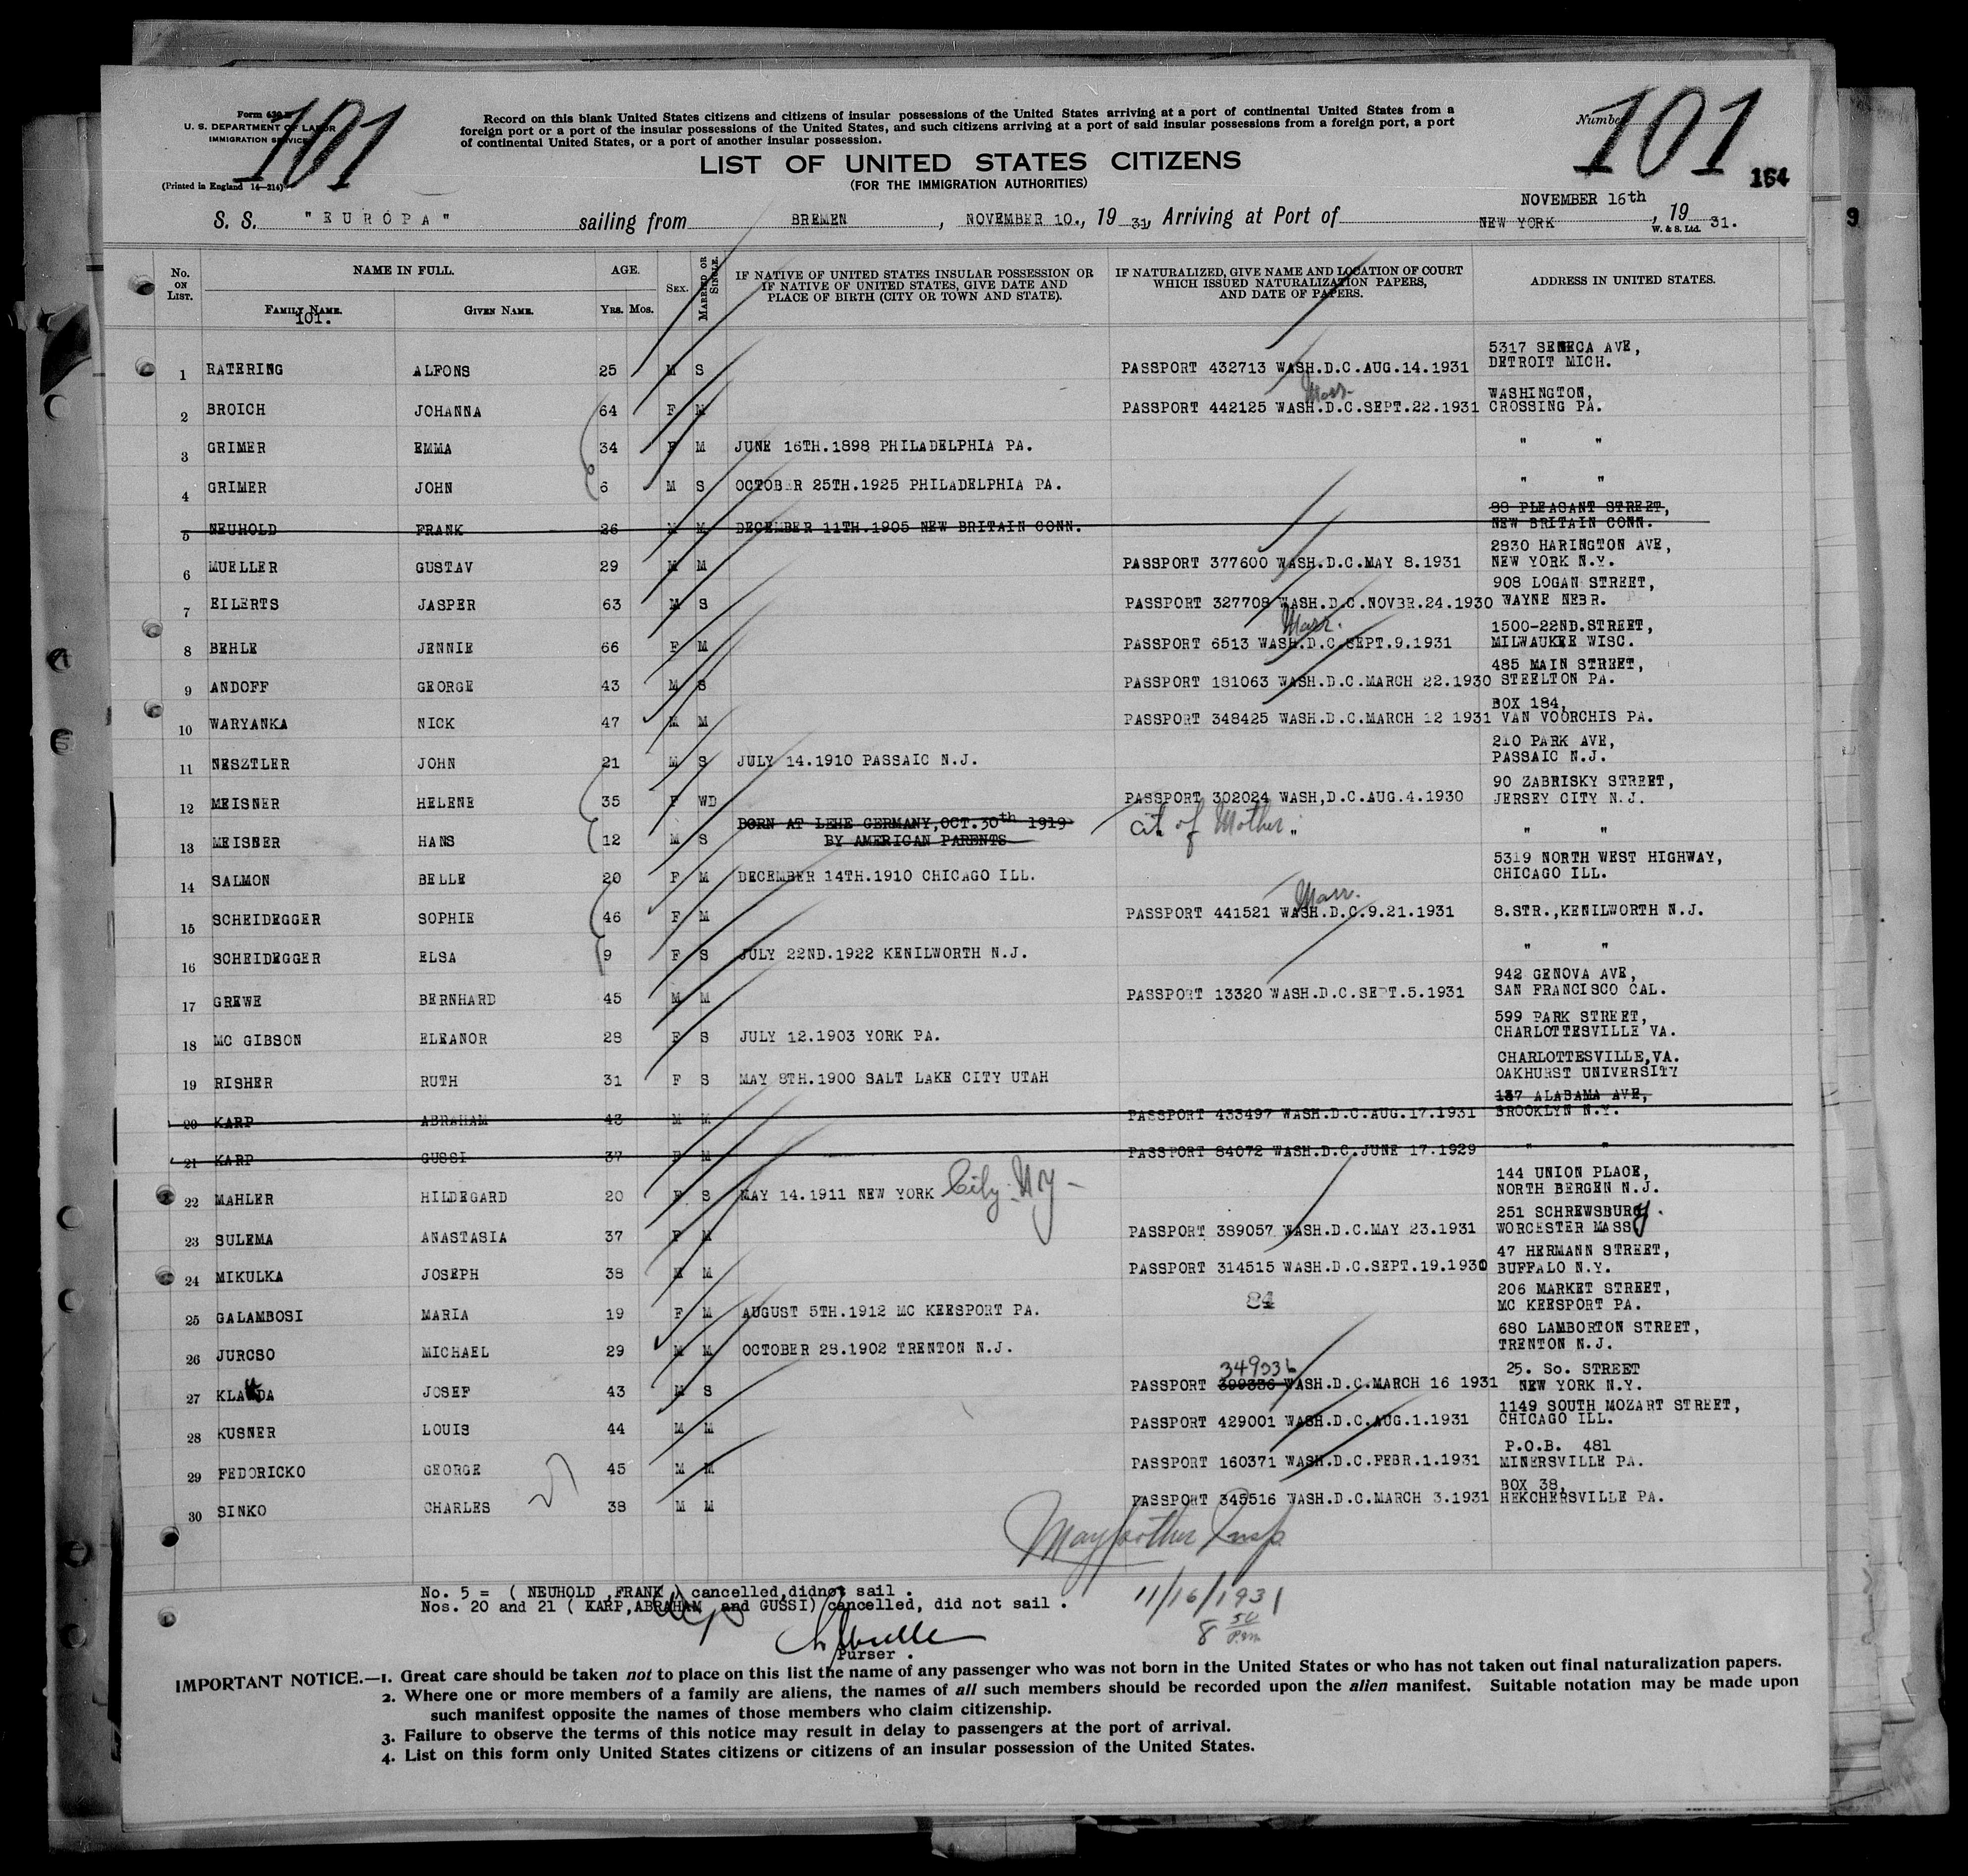 101
101
Form 630
U. S. DEPARTMENT OF LABOR
IMMIGRATION SERVICE
(Printed in England 14—214)
Record on this blank United States citizens and citizens of insular possessions of the United States arriving at a port of continental United States from a
foreign port or a port of the insular possessions of the United States, and such citizens arriving at a port of said insular possessions from a foreign port, a port
of continental United States, or a port of another insular possession.
Number
LIST OF UNITED STATES CITIZENS
(FOR THE IMMIGRATION AUTHORITIES)
164
S. S. "EUROPA" sailing from BREMEN, NOVEMBER 10., 19 31, Arriving at Port of NEW YORK NOVEMBER 16th, 19 31.
W. & S. Ltd.
9
No. ON LIST. NAME IN FULL. AGE. SEX. MARRIED OR SINGLE. IF NATIVE OF UNITED STATES INSULAR POSSESSION OR IF NATIVE OF UNITED STATES, GIVE DATE AND PLACE OF BIRTH (CITY OR TOWN AND STATE). IF NATURALIZED, GIVE NAME AND LOCATION OF COURT WHICH ISSUED NATURALIZATION PAPERS, AND DATE OF PAPERS. ADDRESS IN UNITED STATES.
FAMILY NAME. GIVEN NAME. YRS. MOS.
101.
1 RATERING ALFONS 25 M S PASSPORT 432713 WASH.D.C.AUG.14.1931 5317 SENECA AVE, DETROIT MICH.
Marr.
2 BROICH JOHANNA 64 F M PASSPORT 442125 WASH.D.C.SEPT.22.1931 WASHINGTON, CROSSING PA.
3 GRIMER EMMA 34 F M JUNE 16TH.1898 PHILADELPHIA PA. " "
4 GRIMER JOHN 6 M S OCTOBER 25TH.1925 PHILADELPHIA PA. " "
5 NEUHOLD FRANK 26 M M DECEMBER 11TH.1905 NEW BRITAIN CONN. 98 PLEASANT STREET, NEW BRITAIN CONN.
6 MUELLER GUSTAV 29 M M PASSPORT 377600 WASH.D.C.MAY 8.1931 2830 HARINGTON AVE, NEW YORK N.Y.
7 EILERTS JASPER 63 M S PASSPORT 327708 WASH.D.C.NOVBR.24.1930 908 LOGAN STREET, WAYNE NEBR.
Marr.
8 BEHLE JENNIE 66 F M PASSPORT 6513 WASH.D.C.SEPT.9.1931 1500-22ND.STREET, MILWAUKEE WISC.
9 ANDOFF GEORGE 43 M S PASSPORT 181063 WASH.D.C.MARCH 22.1930 485 MAIN STREET, STEELTON PA.
10 WARYANKA NICK 47 M M PASSPORT 348425 WASH.D.C.MARCH 12 1931 BOX 184, VAN VOORCHIS PA.
11 NESZTLER JOHN 21 M S JULY 14.1910 PASSAIC N.J. 210 PARK AVE, PASSAIC N.J.
12 MEISNER HELENE 35 F WD PASSPORT 302024 WASH,D.C.AUG.4.1930 90 ZABRISKY STREET, JERSEY CITY N.J.
13 MEISNER HANS 12 M S BORN AT LEHE GERMANY,OCT.30th 1919 BY AMERICAN PARENTS Cit. of Mother " " "
14 SALMON BELLE 20 F M DECEMBER 14TH.1910 CHICAGO ILL. 5319 NORTH WEST HIGHWAY, CHICAGO ILL.
Marr.
15 SCHEIDEGGER SOPHIE 46 F M PASSPORT 441521 WASH.D.C.9.21.1931 8.STR.,KENILWORTH N.J.
16 SCHEIDEGGER ELSA 9 F S JULY 22ND.1922 KENILWORTH N.J. " "
17 GREWE BERNHARD 45 M M PASSPORT 13320 WASH.D.C.SEPT.5.1931 942 GENOVA AVE, SAN FRANCISCO CAL.
18 MC GIBSON ELEANOR 28 F S JULY 12.1903 YORK PA. 599 PARK STREET, CHARLOTTESVILLE VA.
19 RISHER RUTH 31 F S MAY 8TH.1900 SALT LAKE CITY UTAH CHARLOTTESVILLE,VA. OAKHURST UNIVERSITY
20 KARP ABRAHAM 43 M M PASSPORT 433497 WASH.D.C.AUG.17.1931 187 ALABAMA AVE, BROOKLYN N.Y.
21 KARP GUSSI 37 F M PASSPORT 84072 WASH.D.C.JUNE 17.1929 " "
22 MAHLER HILDEGARD 20 F S MAY 14.1911 NEW YORK City. NY - 144 UNION PLACE, NORTH BERGEN N.J.
23 SULEMA ANASTASIA 37 F M PASSPORT 389057 WASH.D.C.MAY 23.1931 251 SCHREWSBURY. WORCESTER MASS
24 MIKULKA JOSEPH 38 M M PASSPORT 314515 WASH.D.C.SEPT.19.1930 47 HERMANN STREET, BUFFALO N.Y.
25 GALAMBOSI MARIA 19 F M AUGUST 5TH.1912 MC KEESPORT PA. 84 206 MARKET STREET, MC KEESPORT PA.
26 JURCSO MICHAEL 29 M M OCTOBER 28.1902 TRENTON N.J. 680 LAMBORTON STREET, TRENTON N.J.
349336
27 JOSEF 43 M S PASSPORT 399336 WASH.D.C.MARCH 16 1931 25. So. STREET NEW YORK N.Y.
28 KUSNER LOUIS 44 M M PASSPORT 429001 WASH.D.C.AUG.1.1931 1149 SOUTH MOZART STREET, CHICAGO ILL.
29 FEDORICKO GEORGE 45 M M PASSPORT 160371 WASH.D.C.FEBR.1.1931 P.O.B. 481 MINERSVILLE PA.
30 SINKO CHARLES 38 M M PASSPORT 345516 WASH.D.C.MARCH 3.1931 BOX 38, HEKCHERSVILLE PA.
27
Insp.
No. 5 = ( NEUHOLD ,FRANK ) cancelled,didnot sail .
Nos. 20 and 21 ( KARP,ABRAHAM and GUSSI) cancelled, did not sail .
11/16/1931
8 50 P.m
Purser .
IMPORTANT NOTICE.—1. Great care should be taken not to place on this list the name of any passenger who was not born in the United States or who has not taken out final naturalization papers.
2. Where one or more members of a family are aliens, the names of all such members should be recorded upon the alien manifest. Suitable notation may be made upon
such manifest opposite the names of those members who claim citizenship.
3. Failure to observe the terms of this notice may result in delay to passengers at the port of arrival.
4. List on this form only United States citizens or citizens of an insular possession of the United States.